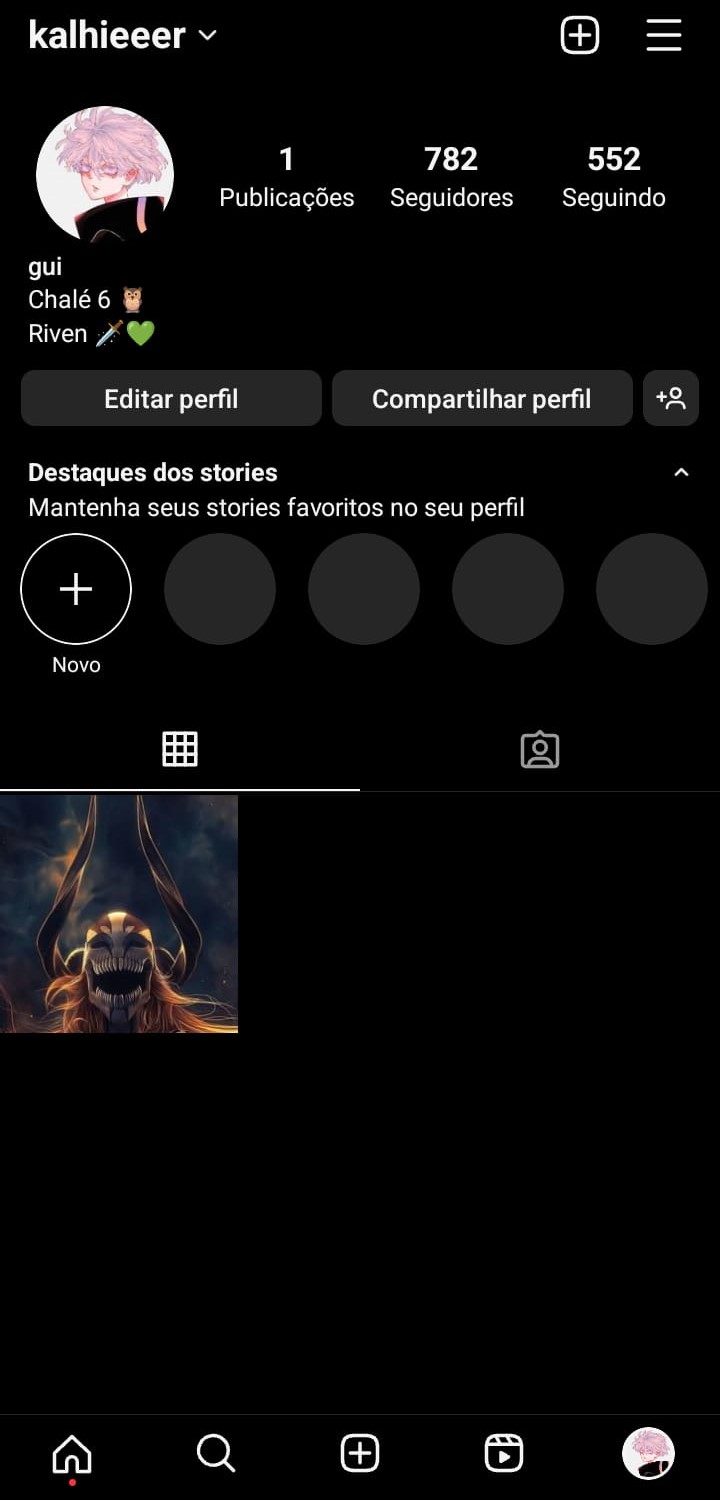 kalhieeer
1 782 552
Publicações Seguidores Seguindo
gui
Chalé 6 🦉
Riven 🗡️💚
Editar perfil Compartilhar perfil
Destaques dos stories
Mantenha seus stories favoritos no seu perfil
Novo